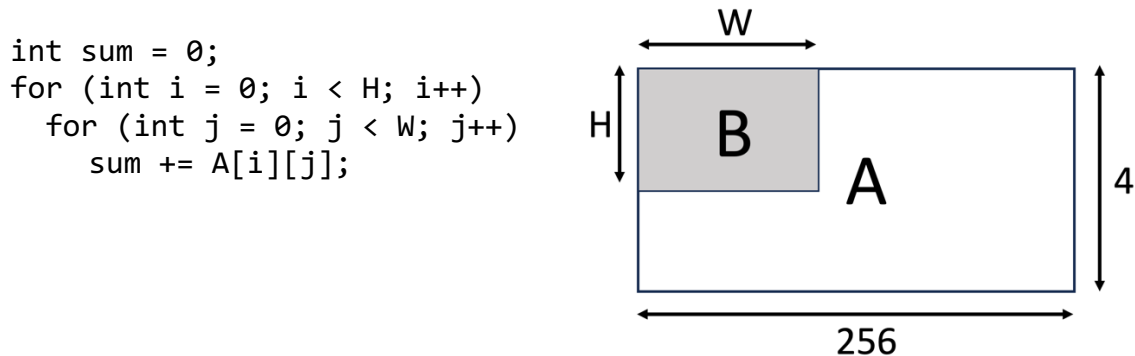 int sum = 0;
for (int i = 0; i < H; i++)
  for (int j = 0; j < W; j++)
    sum += A[i][j];
W
H
B
A
4
256